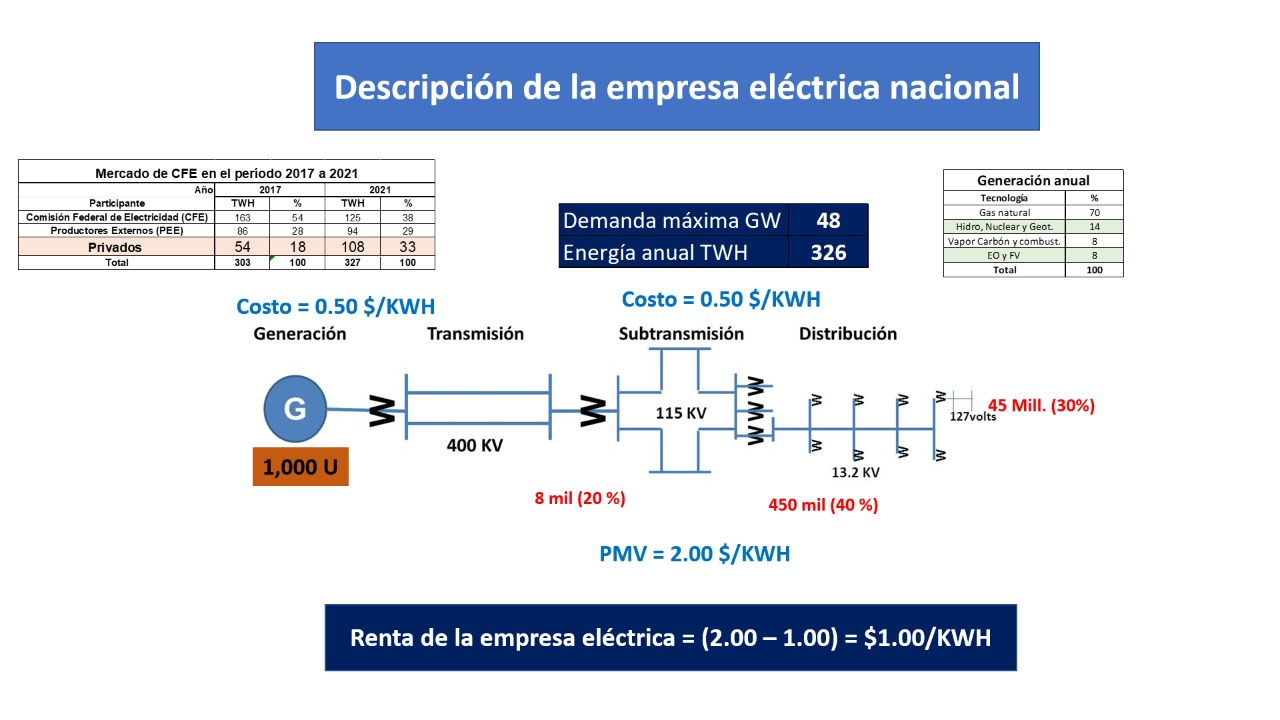 Descripción de la empresa eléctrica nacional
Mercado de CFE en el periodo 2017 a 2021
Año 2017 2021
Participante TWH % TWH %
Comisión Federal de Electricidad (CFE) 163 54 125 38
Productores Externos (PEE) 86 28 94 29
Privados 54 18 108 33
Total 303 100 327 100
Demanda máxima GW 48
Energía anual TWH 326
Generación anual
Tecnología %
Gas natural 70
Hidro, Nuclear y Geot. 14
Vapor Carbón y combust. 8
EO y FV 8
Total 100
Costo = 0.50 $/KWH
Costo = 0.50 $/KWH
Generación Transmisión Subtransmisión Distribución
G
1,000 U
400 KV
115 KV
13.2 KV
127volts
45 Mill. (30%)
8 mil (20 %)
450 mil (40 %)
PMV = 2.00 $/KWH
Renta de la empresa eléctrica = (2.00 – 1.00) = $1.00/KWH